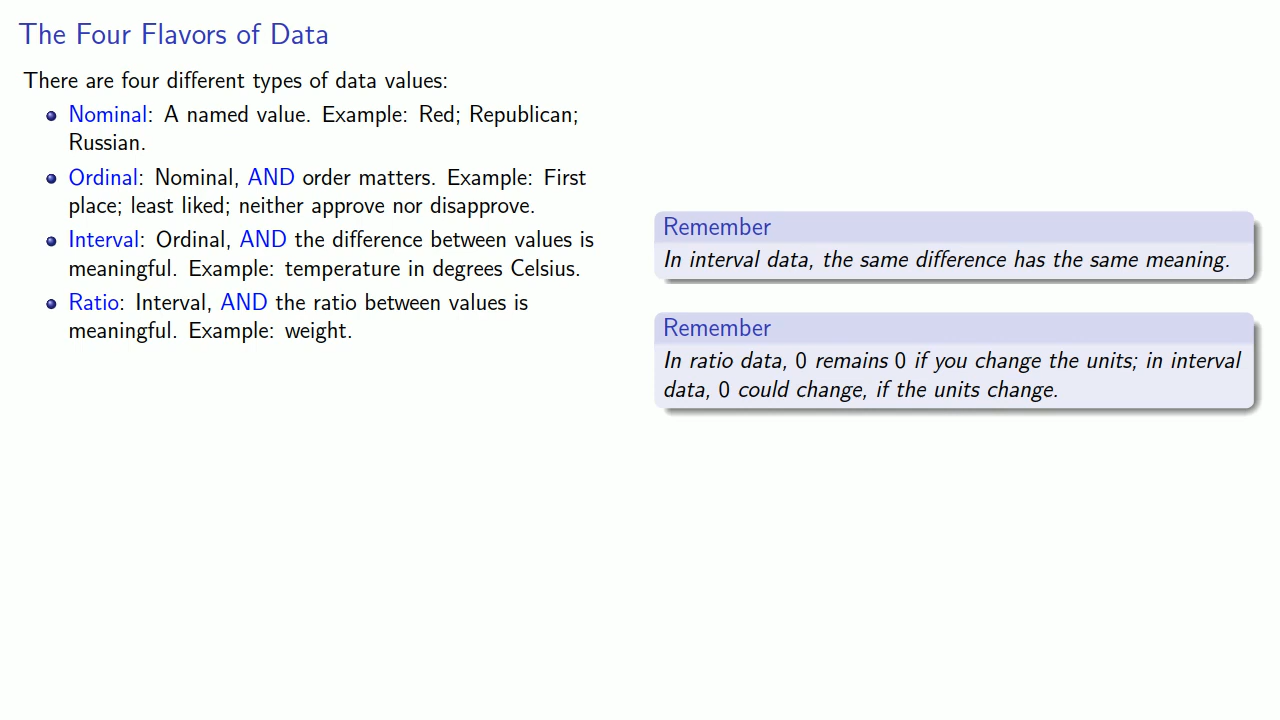 The Four Flavors of Data
There are four different types of data values:
Nominal: A named value. Example: Red; Republican;
Russian.
Ordinal: Nominal, AND order matters. Example: First
place; least liked; neither approve nor disapprove.
Interval: Ordinal, AND the difference between values is
meaningful. Example: temperature in degrees Celsius.
Ratio: Interval, AND the ratio between values is
meaningful. Example: weight.
Remember
In interval data, the same difference has the same meaning.
Remember
In ratio data, 0 remains 0 if you change the units; in interval
data, 0 could change, if the units change.